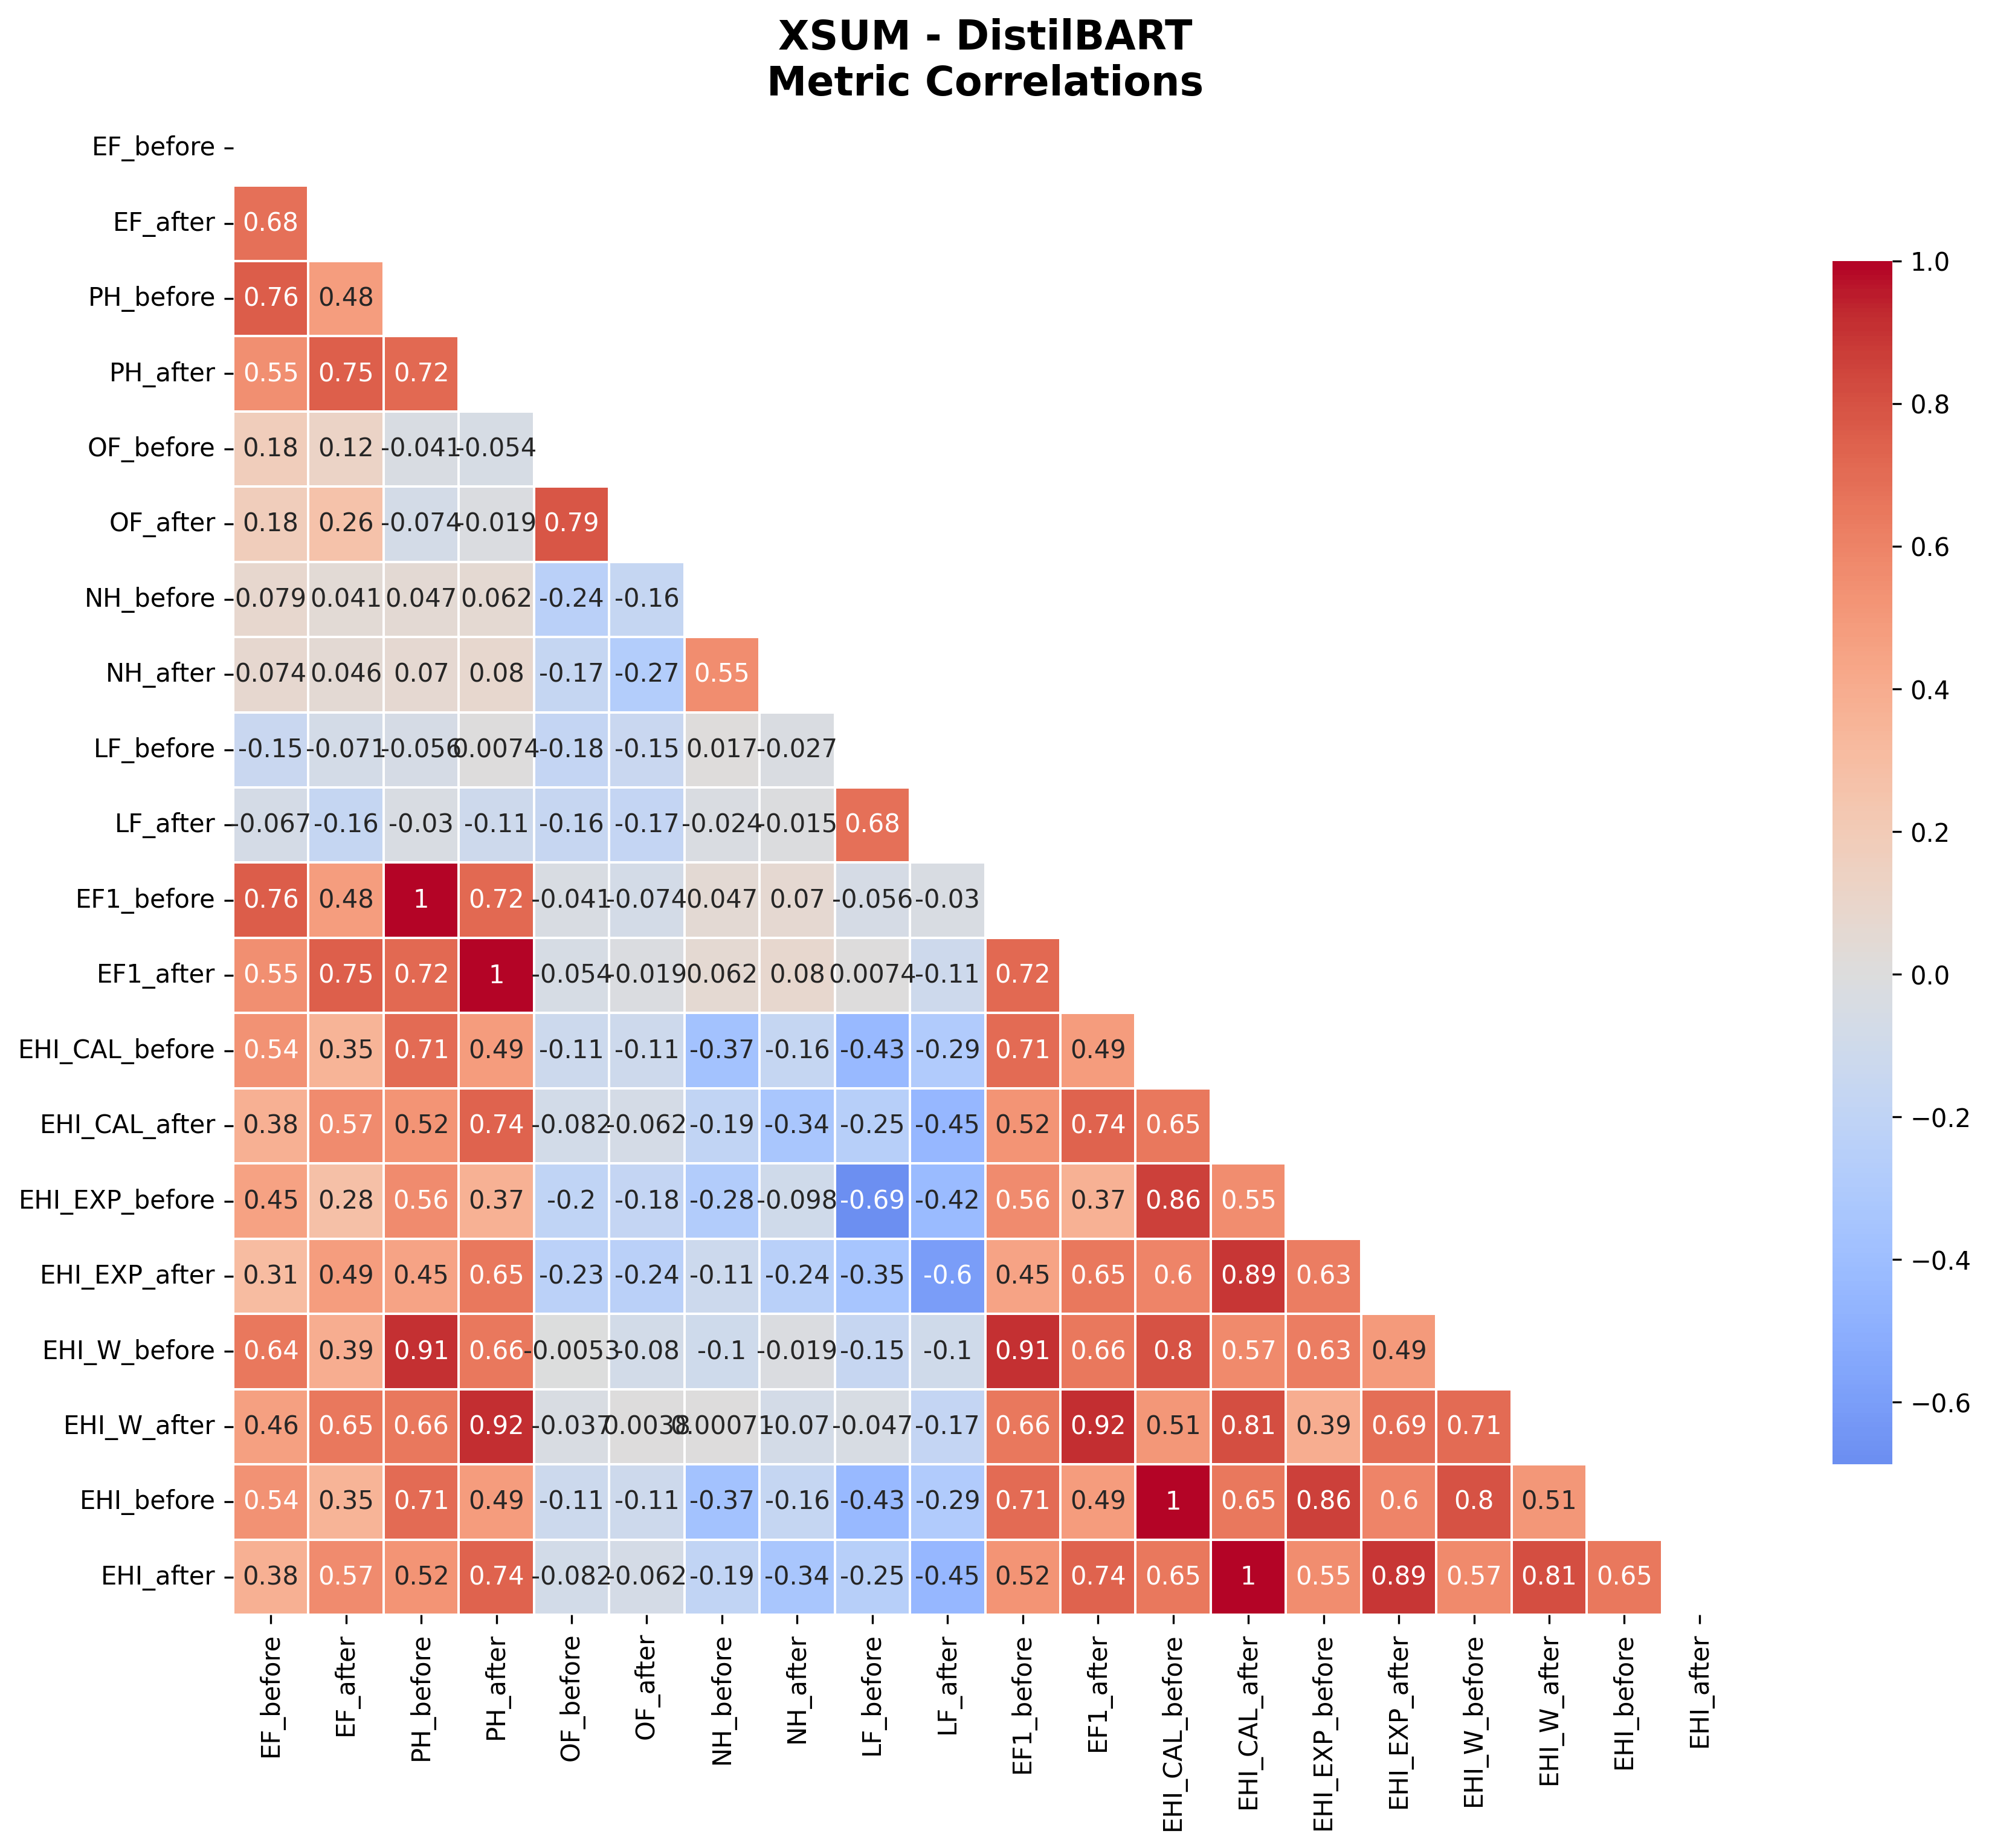 XSUM - DistilBART
Metric Correlations
EF_before
EF_after 0.68
PH_before 0.76 0.48
PH_after 0.55 0.75 0.72
OF_before 0.18 0.12 -0.041 -0.054
OF_after 0.18 0.26 -0.074 -0.019 0.79
NH_before 0.079 0.041 0.047 0.062 -0.24 -0.16
NH_after 0.074 0.046 0.07 0.08 -0.17 -0.27 0.55
LF_before -0.15 -0.071 -0.056 0.0074 -0.18 -0.15 0.017 -0.027
LF_after -0.067 -0.16 -0.03 -0.11 -0.16 -0.17 -0.024 -0.015 0.68
EF1_before 0.76 0.48 1 0.72 -0.041 -0.074 0.047 0.07 -0.056 -0.03
EF1_after 0.55 0.75 0.72 1 -0.054 -0.019 0.062 0.08 0.0074 -0.11 0.72
EHI_CAL_before 0.54 0.35 0.71 0.49 -0.11 -0.11 -0.37 -0.16 -0.43 -0.29 0.71 0.49
EHI_CAL_after 0.38 0.57 0.52 0.74 -0.082 -0.062 -0.19 -0.34 -0.25 -0.45 0.52 0.74 0.65
EHI_EXP_before 0.45 0.28 0.56 0.37 -0.2 -0.18 -0.28 -0.098 -0.69 -0.42 0.56 0.37 0.86 0.55
EHI_EXP_after 0.31 0.49 0.45 0.65 -0.23 -0.24 -0.11 -0.24 -0.35 -0.6 0.45 0.65 0.6 0.89 0.63
EHI_W_before 0.64 0.39 0.91 0.66 -0.0053 -0.08 -0.1 -0.019 -0.15 -0.1 0.91 0.66 0.8 0.57 0.63 0.49
EHI_W_after 0.46 0.65 0.66 0.92 -0.037 0.0038 0.00071 -0.07 -0.047 -0.17 0.66 0.92 0.51 0.81 0.39 0.69 0.71
EHI_before 0.54 0.35 0.71 0.49 -0.11 -0.11 -0.37 -0.16 -0.43 -0.29 0.71 0.49 1 0.65 0.86 0.6 0.8 0.51
EHI_after 0.38 0.57 0.52 0.74 -0.082 -0.062 -0.19 -0.34 -0.25 -0.45 0.52 0.74 0.65 1 0.55 0.89 0.57 0.81 0.65
EF_before
EF_after
PH_before
PH_after
OF_before
OF_after
NH_before
NH_after
LF_before
LF_after
EF1_before
EF1_after
EHI_CAL_before
EHI_CAL_after
EHI_EXP_before
EHI_EXP_after
EHI_W_before
EHI_W_after
EHI_before
EHI_after
1.0
0.8
0.6
0.4
0.2
0.0
−0.2
−0.4
−0.6